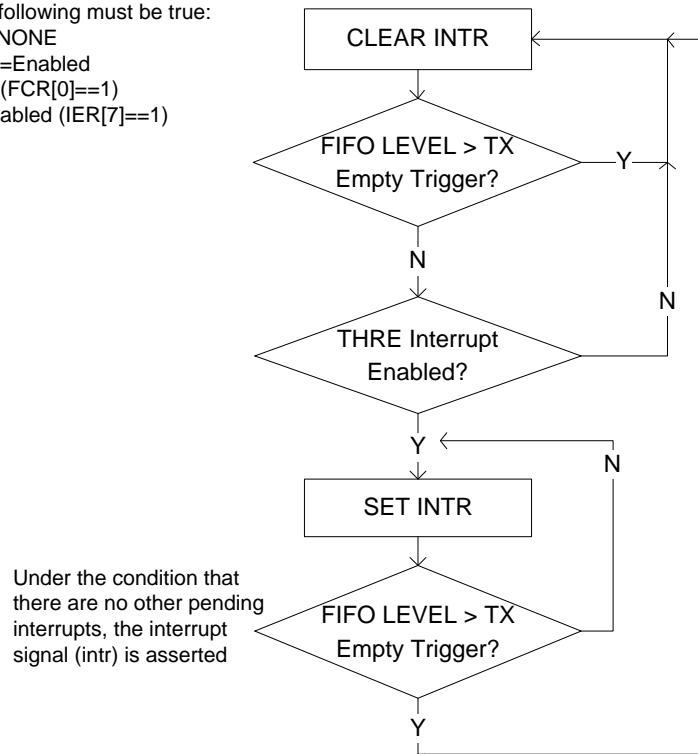 following must be true:
NONE
=Enabled
(FCR[0]==1)
abled (IER[7]==1)
CLEAR INTR
FIFO LEVEL > TX
Empty Trigger?
Y
N
N
THRE Interrupt
Enabled?
Y
N
SET INTR
Under the condition that
there are no other pending
interrupts, the interrupt
signal (intr) is asserted
FIFO LEVEL > TX
Empty Trigger?
Y